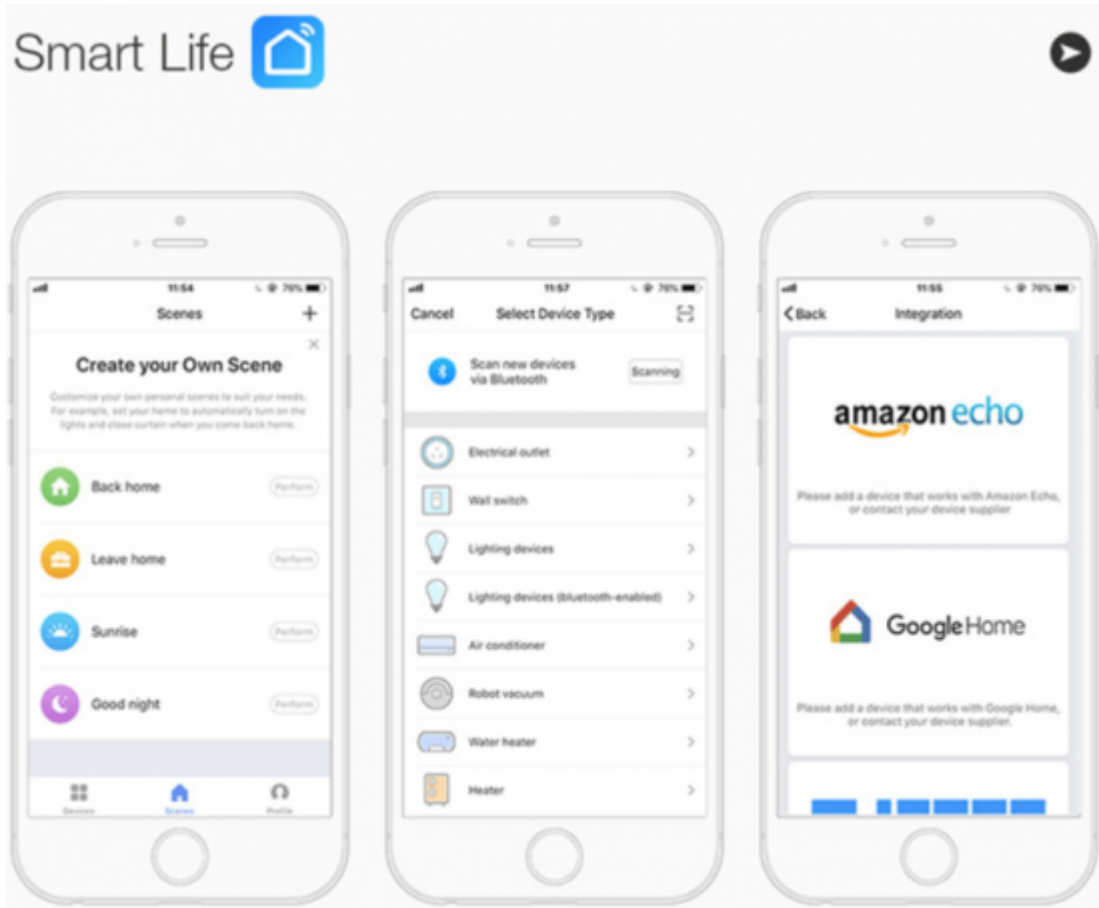 Smart Life
11:54
76%
Scenes
+
Create your Own Scene
Customize your own personal scenes to suit your needs.
For example, set your home to automatically turn on the
lights and close curtain when you come back home.
Back home
Perform
Leave home
Perform
Sunrise
Perform
Good night
Perform
Devices
Scenes
Profile
11:57
76%
Cancel
Select Device Type
Scan new devices
via Bluetooth
Scanning
Electrical outlet
Wall switch
Lighting devices
Lighting devices (bluetooth-enabled)
Air conditioner
Robot vacuum
Water heater
Heater
11:55
76%
Back
Integration
amazon echo
Please add a device that works with Amazon Echo,
or contact your device supplier
Google Home
Please add a device that works with Google Home,
or contact your device supplier.